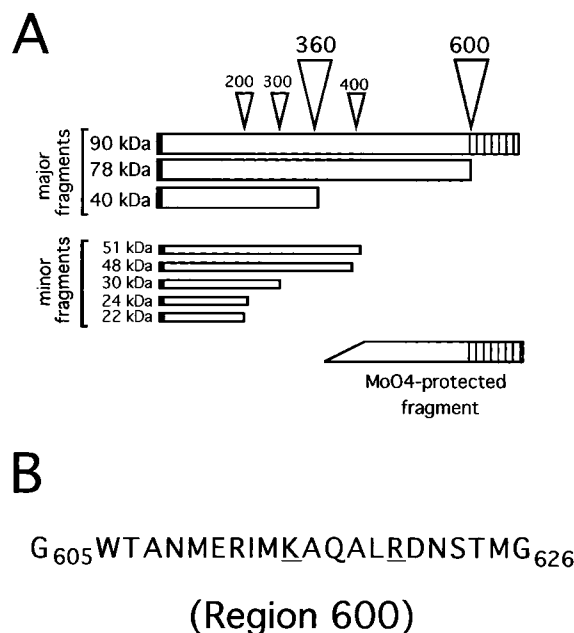 A
360
600
200
300
400
major fragments
90 kDa
78 kDa
40 kDa
minor fragments
51 kDa
48 kDa
30 kDa
24 kDa
22 kDa
MoO4-protected
fragment
B
G605WTANMERIMKAQALRDNSTMG626
(Region 600)